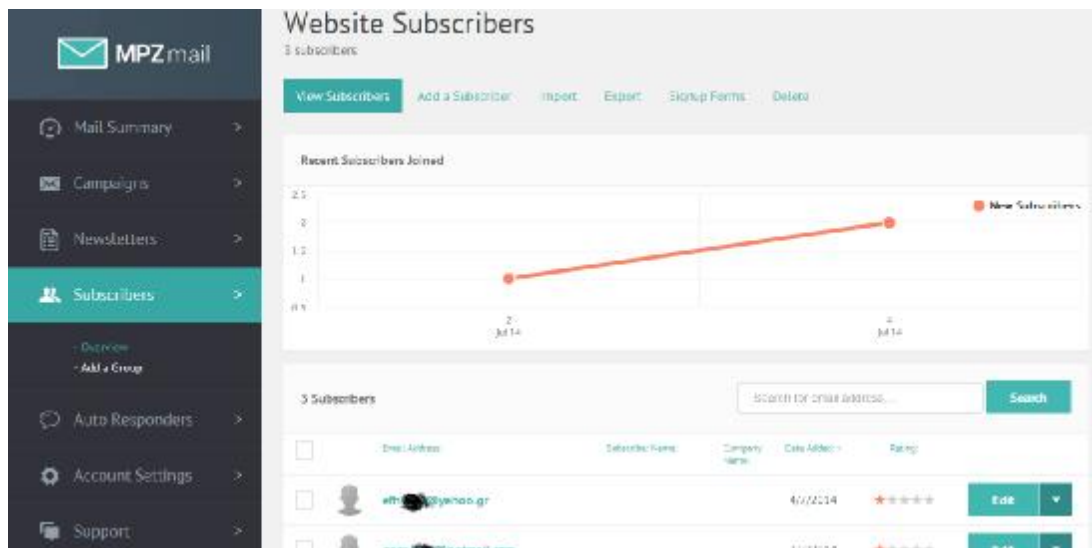 MPZmail
Mail Summary >
Campaigns >
Newsletters >
Subscribers >
- Overview
- Add a Group
Auto Responders >
Account Settings >
Support >
Website Subscribers
3 subscribers
View Subscribers Add a Subscriber Import Export Signup Forms Delete
Recent Subscribers Joined
2.5
2
1.5
1
0.5
New Subscribers
2
Jul 14
4
Jul 14
3 Subscribers
Search for email address...
Search
Email Address Subscriber Name Company Name Date Added Rating
@yahoo.gr 4/7/2014 Edit